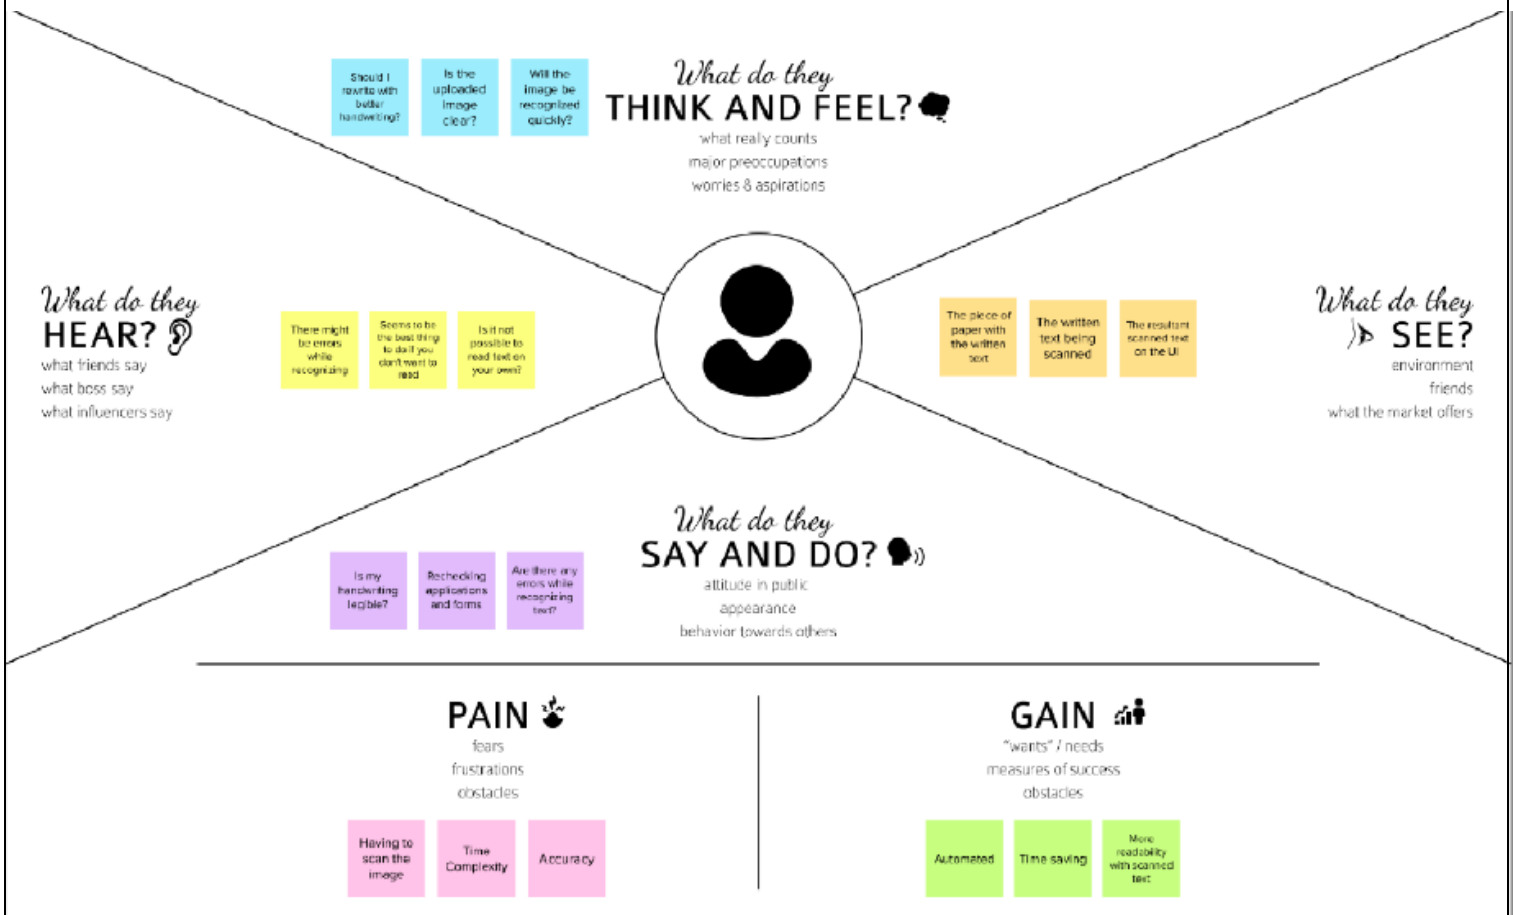 Should I
rewrite with
better
handwriting?
Is the
uploaded
image
clear?
Will the
image be
recognized
quickly?
What do they
THINK AND FEEL?
what really counts
major preoccupations
worries & aspirations
What do they
HEAR?
what friends say
what boss say
what influencers say
There might
be errors
while
recognizing
Seems to be
the best thing
to do if you
don't want to
read
Is it not
possible to
read text on
your own?
The piece of
paper with
the written
text
The written
text being
scanned
The resultant
scanned text
on the UI
What do they
SEE?
environment
friends
what the market offers
What do they
SAY AND DO?
attitude in public
appearance
behavior towards others
Is my
handwriting
legible?
Rechecking
applications
and forms
Are there any
errors while
recognizing
text?
PAIN
fears
frustrations
obstacles
Having to
scan the
image
Time
Complexity
Accuracy
GAIN
"wants" / needs
measures of success
obstacles
Automated
Time saving
More
readability
with scanned
text